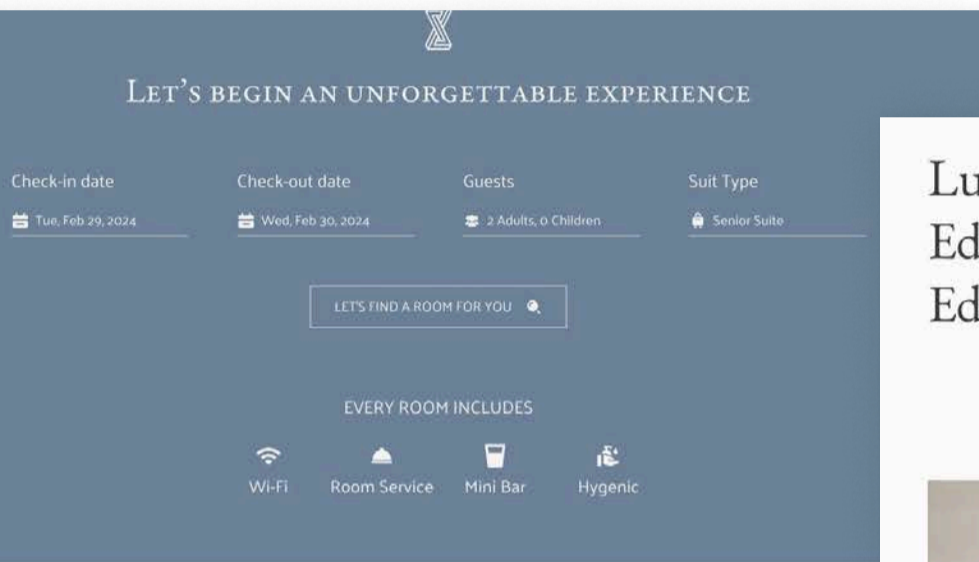 LET'S BEGIN AN UNFORGETTABLE EXPERIENCE
Check-in date
Tue, Feb 29, 2024
Check-out date
Wed, Feb 30, 2024
Guests
2 Adults, 0 Children
Suit Type
Senior Suite
LET'S FIND A ROOM FOR YOU
EVERY ROOM INCLUDES
Wi-Fi
Room Service
Mini Bar
Hygenic
Lu
Ed
Ed